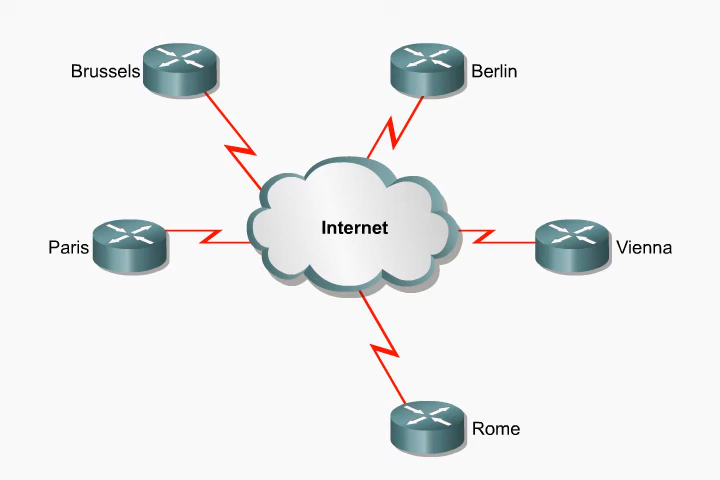 Brussels
Berlin
Internet
Paris
Vienna
Rome